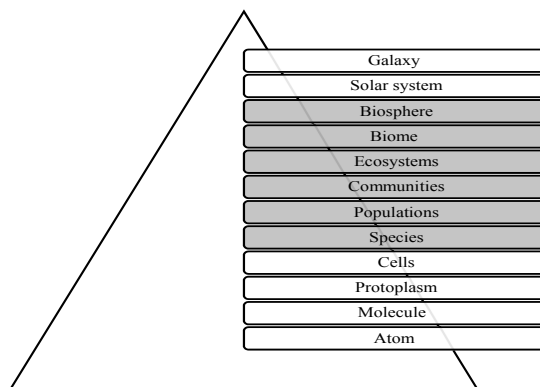 Galaxy
Solar system
Biosphere
Biome
Ecosystems
Communities
Populations
Species
Cells
Protoplasm
Molecule
Atom